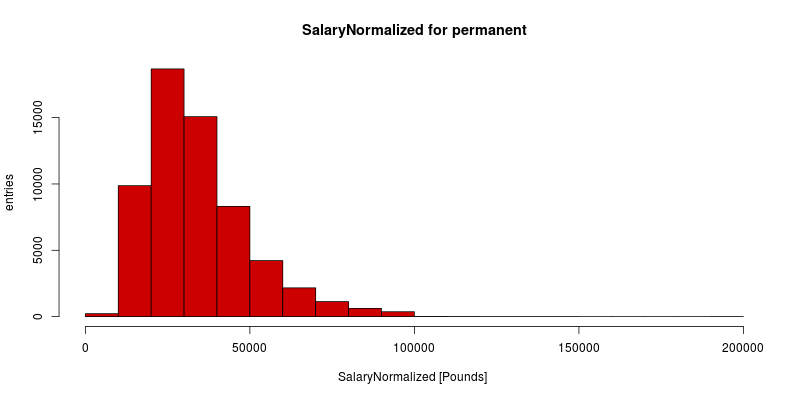 SalaryNormalized for permanent
entries
15000
10000
5000
0
0 50000 100000 150000 200000
SalaryNormalized [Pounds]